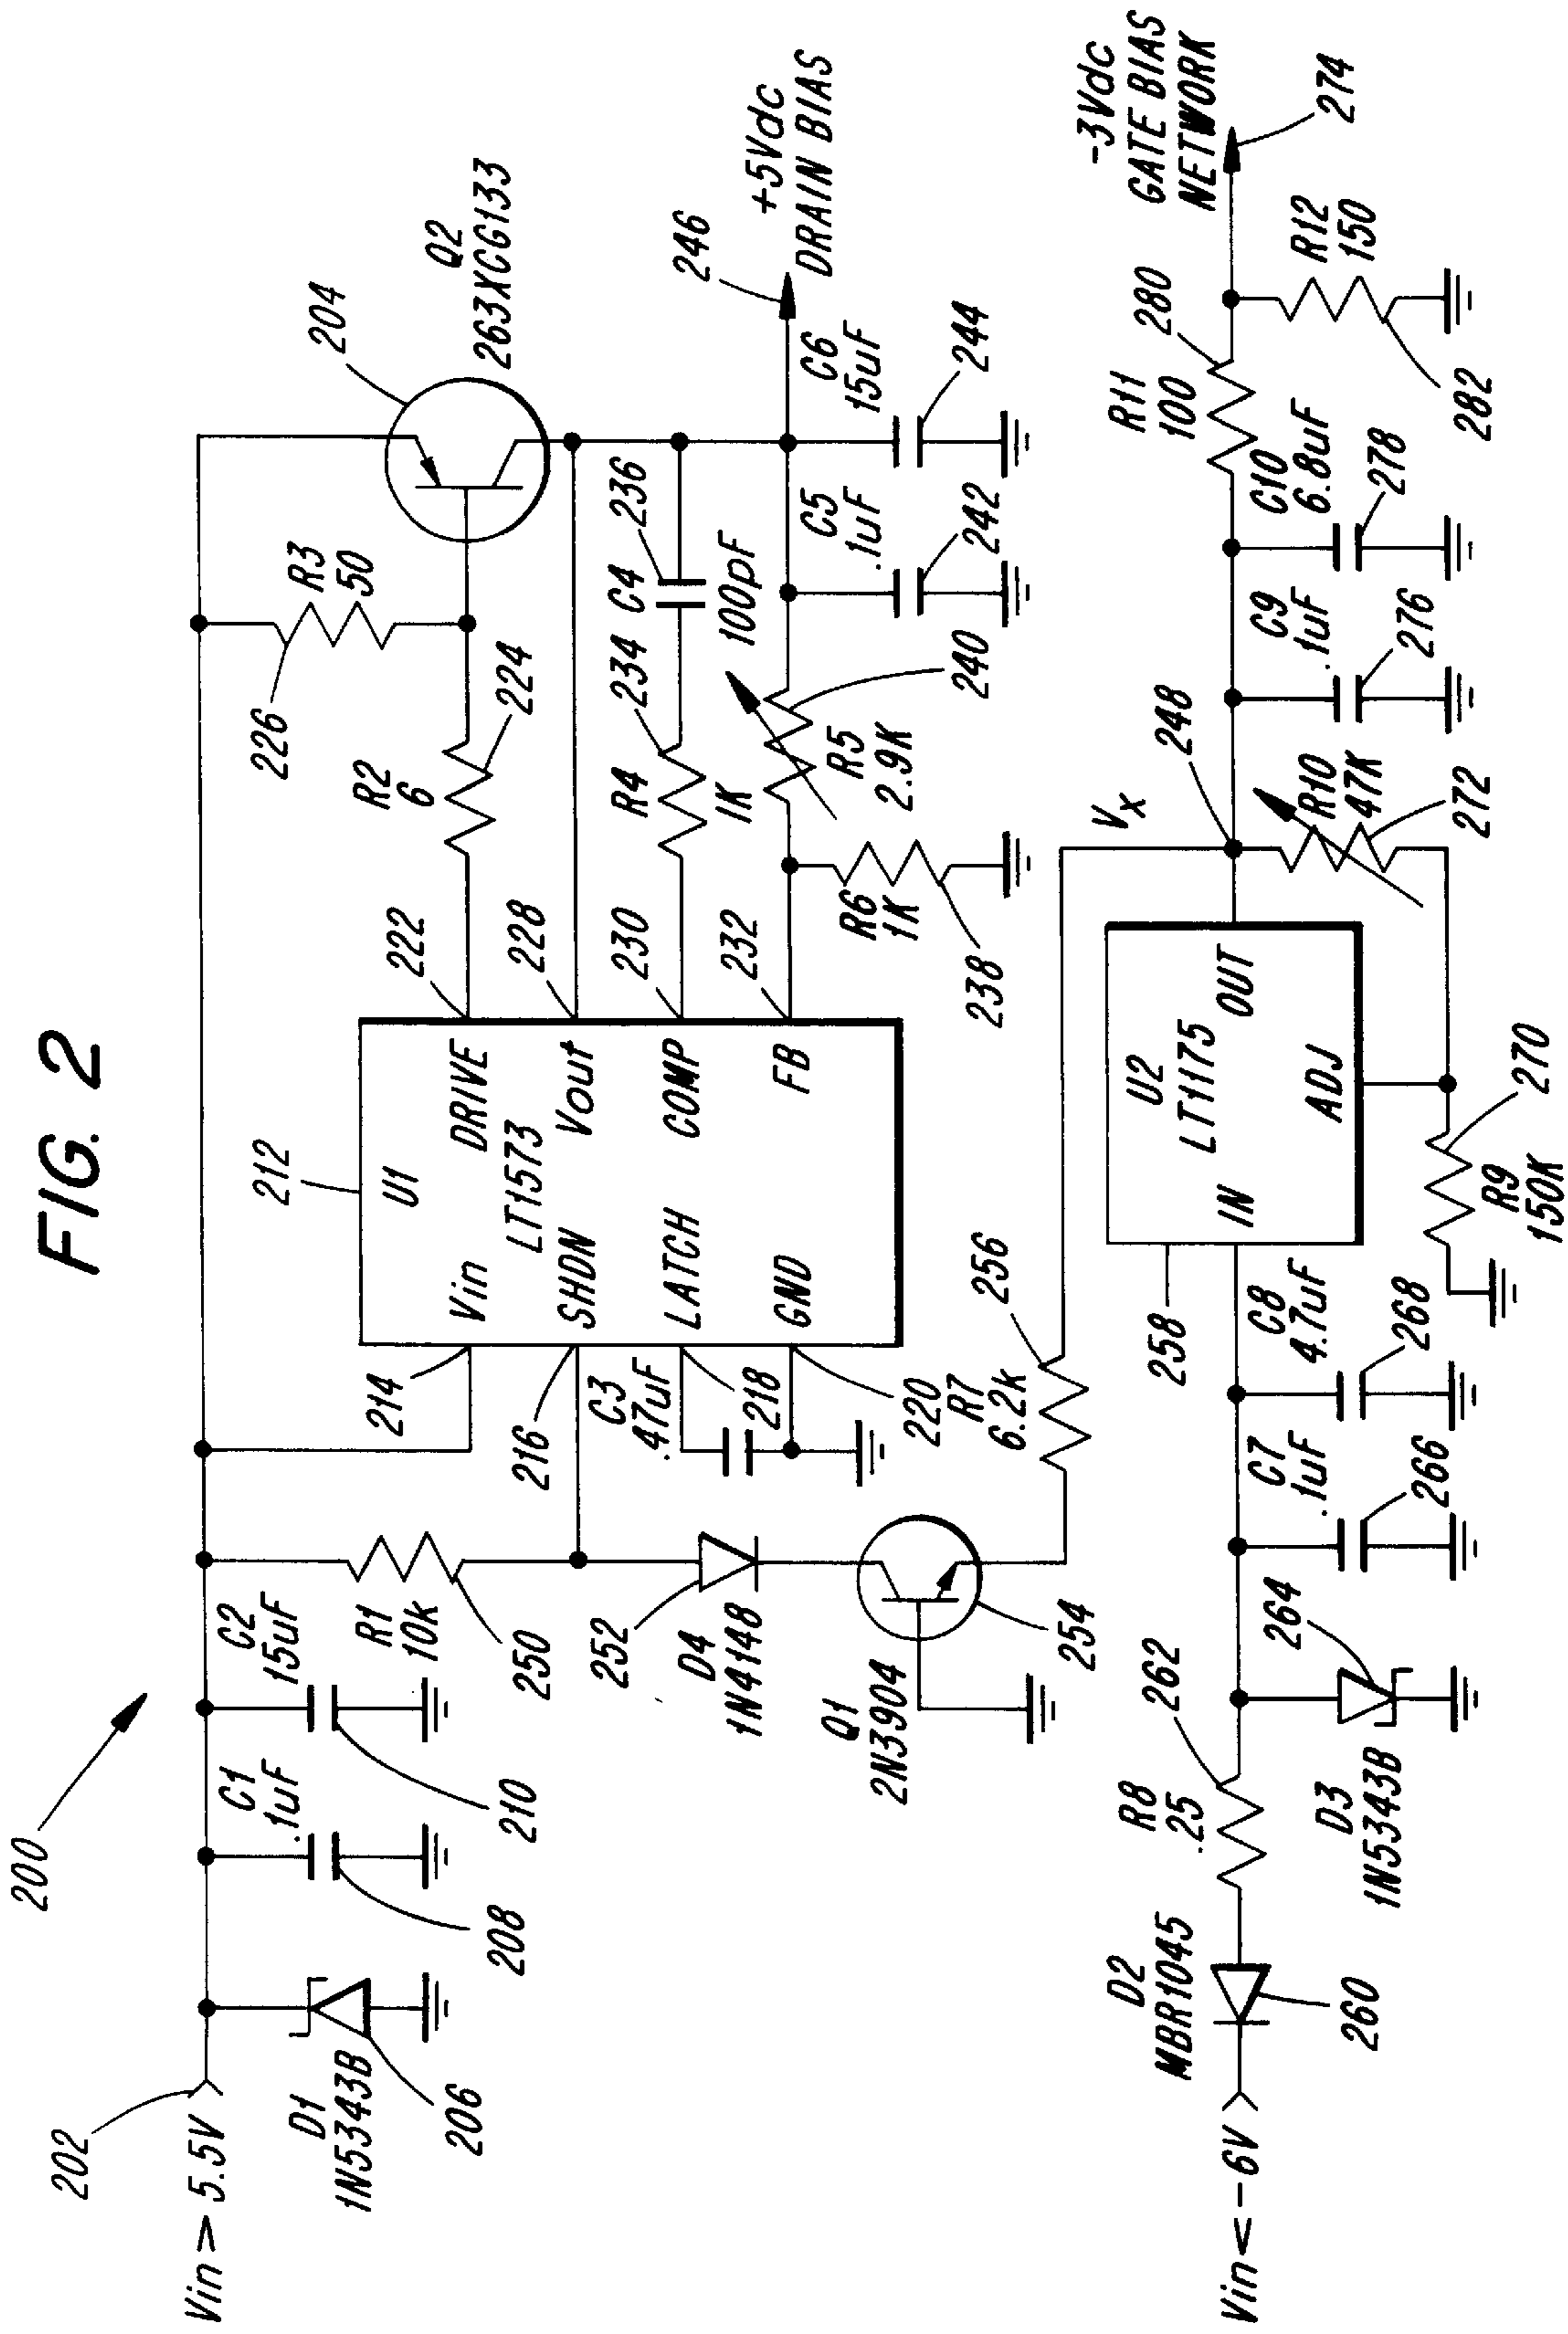 FIG. 2
200
202
Vin > 5.5V
D1
1N5343B
206
C1
.1uF
208
C2
15uF
210
R1
10k
250
212
U1
LT1573
Vin
SHDN
LATCH
GND
DRIVE
Vout
COMP
FB
214
216
C3
.47uF
218
220
222
228
230
232
R2
6
224
R3
50
226
204
Q2
263XCG133
R4
1K
234
C4
100pF
236
R5
2.9K
240
R6
1K
238
C5
.1uF
242
C6
15uF
244
246
+5Vdc
DRAIN BIAS
252
D4
1N4148
Q1
2N3904
254
R7
6.2k
256
Vin < -6V
D2
MBR1045
260
R8
.25
262
264
D3
1N5343B
C7
.1uF
266
C8
4.7uF
268
258
U2
LT1175
IN
OUT
ADJ
R9
150K
270
VX
248
R10
47K
272
C9
.1uF
276
C10
6.8uF
278
R11
100
280
R12
150
282
-3Vdc
GATE BIAS
NETWORK
274